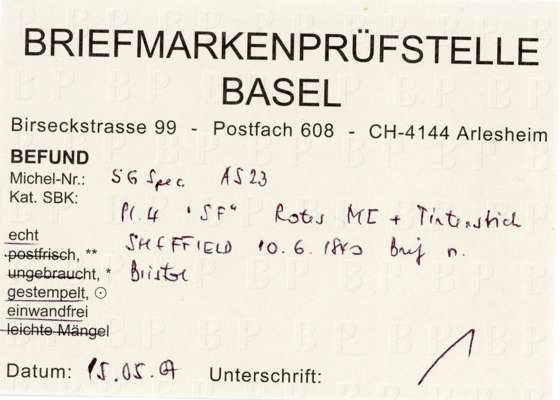 BRIEFMARKENPRÜFSTELLE
BASEL
Birseckstrasse 99 - Postfach 608 - CH-4144 Arlesheim
BEFUND
Michel-Nr.: SG Spec. AS23
Kat. SBK:
Pl. 4 "SF" Rotes MC + Tintenstrich
echt
SHEFFIELD 10.6.1840 Brief n.
postfrisch, **
ungebraucht, * Bristol
gestempelt, ⊙
einwandfrei
leichte Mängel
Datum: 15.05.07 Unterschrift: